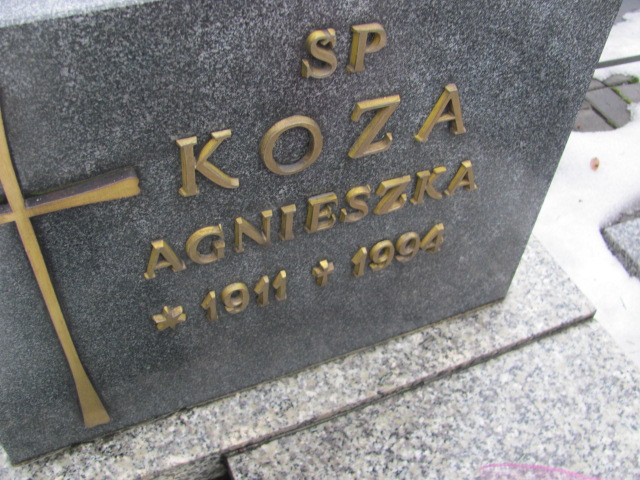 SP
KOZA
AGNIESZKA
* 1911 † 1994